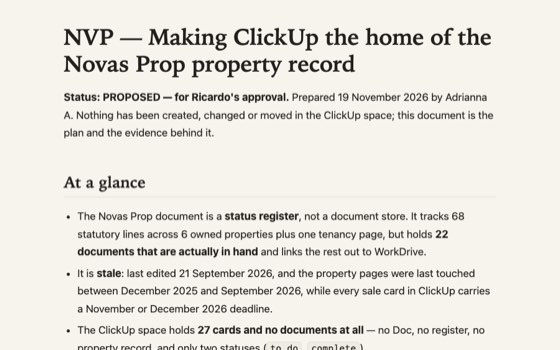 NVP — Making ClickUp the home of the
Novas Prop property record
Status: PROPOSED — for Ricardo's approval. Prepared 19 November 2026 by Adrianna
A. Nothing has been created, changed or moved in the ClickUp space; this document is the
plan and the evidence behind it.
At a glance
• The Novas Prop document is a status register, not a document store. It tracks 68
statutory lines across 6 owned properties plus one tenancy page, but holds 22
documents that are actually in hand and links the rest out to WorkDrive.
• It is stale: last edited 21 September 2026, and the property pages were last touched
between December 2025 and September 2026, while every sale card in ClickUp carries
a November or December 2026 deadline.
• The ClickUp space holds 27 cards and no documents at all — no Doc, no register, no
property record, and only two statuses ( to do , complete )